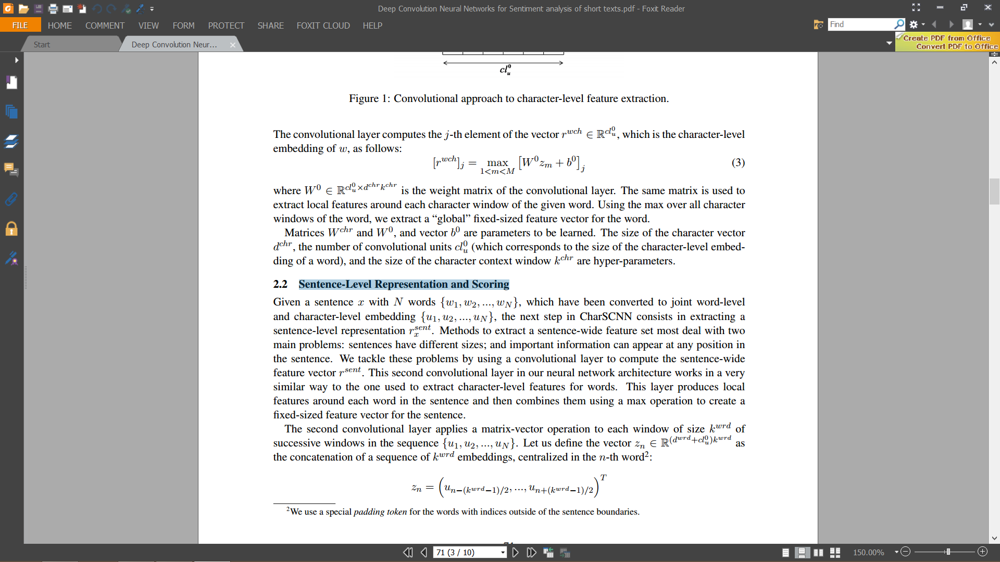 Deep Convolution Neural Networks for Sentiment analysis of short texts.pdf - Foxit Reader
FILE HOME COMMENT VIEW FORM PROTECT SHARE FOXIT CLOUD HELP Find
Start Deep Convolution Neur... Create PDF from Office
Convert PDF to Office
cl⁰ᵤ
Figure 1: Convolutional approach to character-level feature extraction.
The convolutional layer computes the j-th element of the vector r^{wch} ∈ ℝ^{cl_u^0}, which is the character-level
embedding of w, as follows:
[r^{wch}]_j = max_{1<m<M} [W^0 z_m + b^0]_j (3)
where W^0 ∈ ℝ^{cl_u^0×d^{chr}k^{chr}} is the weight matrix of the convolutional layer. The same matrix is used to
extract local features around each character window of the given word. Using the max over all character
windows of the word, we extract a “global” fixed-sized feature vector for the word.
Matrices W^{chr} and W^0, and vector b^0 are parameters to be learned. The size of the character vector
d^{chr}, the number of convolutional units cl_u^0 (which corresponds to the size of the character-level embed-
ding of a word), and the size of the character context window k^{chr} are hyper-parameters.
2.2 Sentence-Level Representation and Scoring
Given a sentence x with N words {w_1, w_2, ..., w_N}, which have been converted to joint word-level
and character-level embedding {u_1, u_2, ..., u_N}, the next step in CharSCNN consists in extracting a
sentence-level representation r_x^{sent}. Methods to extract a sentence-wide feature set most deal with two
main problems: sentences have different sizes; and important information can appear at any position in
the sentence. We tackle these problems by using a convolutional layer to compute the sentence-wide
feature vector r^{sent}. This second convolutional layer in our neural network architecture works in a very
similar way to the one used to extract character-level features for words. This layer produces local
features around each word in the sentence and then combines them using a max operation to create a
fixed-sized feature vector for the sentence.
The second convolutional layer applies a matrix-vector operation to each window of size k^{wrd} of
successive windows in the sequence {u_1, u_2, ..., u_N}. Let us define the vector z_n ∈ ℝ^{(d^{wrd}+cl_u^0)k^{wrd}} as
the concatenation of a sequence of k^{wrd} embeddings, centralized in the n-th word²:
z_n = (u_{n−(k^{wrd}−1)/2}, ..., u_{n+(k^{wrd}−1)/2})^T
²We use a special padding token for the words with indices outside of the sentence boundaries.
71 (3 / 10) 150.00%